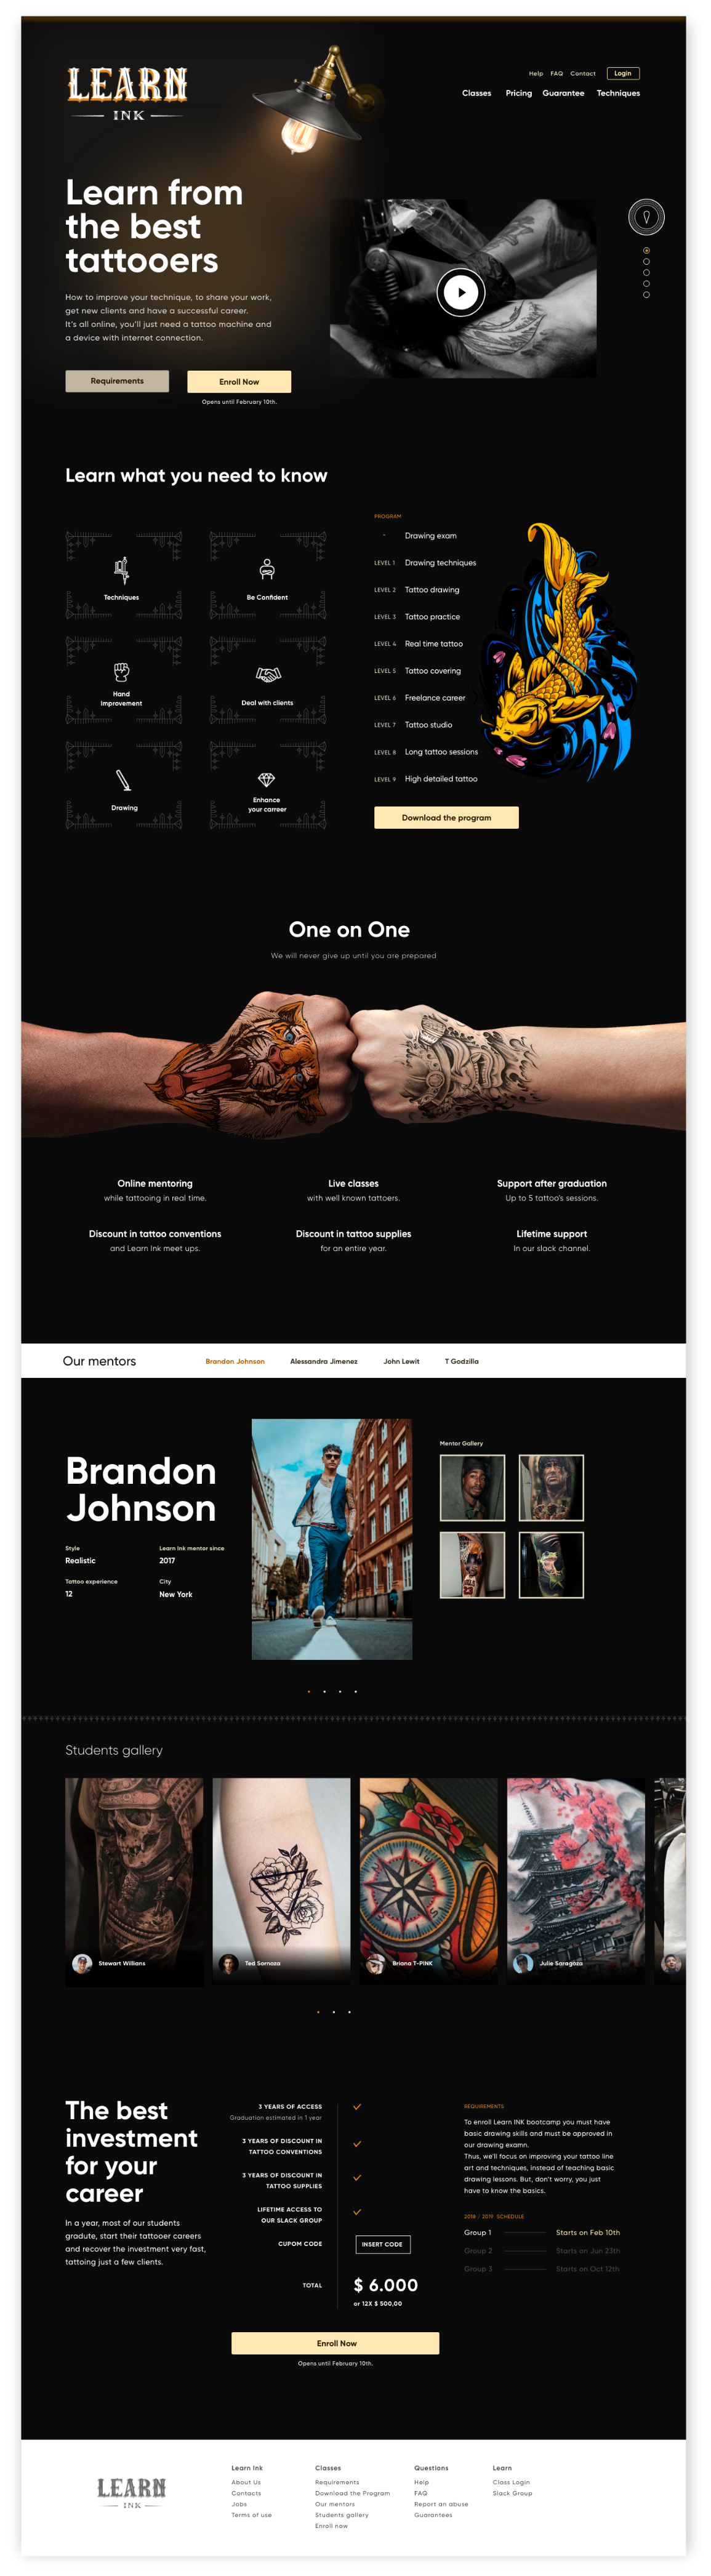 LEARN
INK
Help FAQ Contact Login
Classes Pricing Guarantee Techniques
Learn from
the best
tattooers
How to improve your technique, to share your work,
get new clients and have a successful career.
It's all online, you'll just need a tattoo machine and
a device with internet connection.
Requirements
Enroll Now
Opens until February 10th.
Learn what you need to know
Techniques
Be Confident
Hand
Improvement
Deal with clients
Drawing
Enhance
your carreer
PROGRAM
Drawing exam
LEVEL 1 Drawing techniques
LEVEL 2 Tattoo drawing
LEVEL 3 Tattoo practice
LEVEL 4 Real time tattoo
LEVEL 5 Tattoo covering
LEVEL 6 Freelance career
LEVEL 7 Tattoo studio
LEVEL 8 Long tattoo sessions
LEVEL 9 High detailed tattoo
Download the program
One on One
We will never give up until you are prepared
Online mentoring
while tattooing in real time.
Live classes
with well known tattoers.
Support after graduation
Up to 5 tattoo's sessions.
Discount in tattoo conventions
and Learn Ink meet ups.
Discount in tattoo supplies
for an entire year.
Lifetime support
In our slack channel.
Our mentors
Brandon Johnson Alessandra Jimenez John Lewit T Godzilla
Brandon
Johnson
Style
Realistic
Learn Ink mentor since
2017
Tattoo experience
12
City
New York
Mentor Gallery
BULLS
23
Students gallery
Stewart Willians
Ted Sornoza
Briana T-PINK
Julie Saragoza
The best
investment
for your
career
In a year, most of our students
gradute, start their tattooer careers
and recover the investment very fast,
tattoing just a few clients.
3 YEARS OF ACCESS
Graduation estimated in 1 year
3 YEARS OF DISCOUNT IN
TATTOO CONVENTIONS
3 YEARS OF DISCOUNT IN
TATTOO SUPPLIES
LIFETIME ACCESS TO
OUR SLACK GROUP
CUPOM CODE
INSERT CODE
TOTAL
$ 6.000
or 12X $ 500,00
REQUIREMENTS
To enroll Learn INK bootcamp you must have
basic drawing skills and must be approved in
our drawing examn.
Thus, we'll focus on improving your tattoo line
art and techniques, instead of teaching basic
drawing lessons. But, don't worry, you just
have to know the basics.
2018 / 2019 SCHEDULE
Group 1 Starts on Feb 10th
Group 2 Starts on Jun 23th
Group 3 Starts on Oct 12th
Enroll Now
Opens until February 10th.
LEARN
INK
Learn Ink
About Us
Contacts
Jobs
Terms of use
Classes
Requirements
Download the Program
Our mentors
Students gallery
Enroll now
Questions
Help
FAQ
Report an abuse
Guarantees
Learn
Class Login
Slack Group